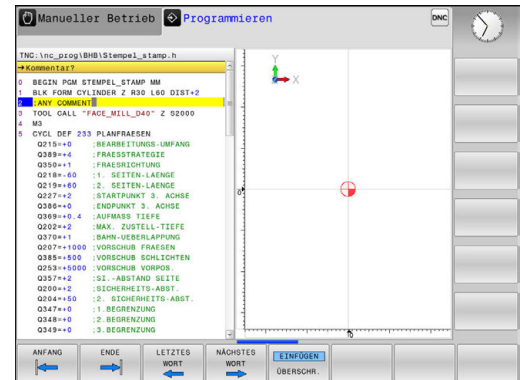 Manueller Betrieb
Programmieren
DNC
TNC:\nc_prog\BHB\Stempel_stamp.h
→Kommentar?
0 BEGIN PGM STEMPEL_STAMP MM
1 BLK FORM CYLINDER Z R30 L60 DIST+2
2 ;ANY COMMENT
3 TOOL CALL "FACE_MILL_D40" Z S2000
4 M3
5 CYCL DEF 233 PLANFRAESEN
Q215=+0 ;BEARBEITUNGS-UMFANG
Q389=+4 ;FRAESSTRATEGIE
Q350=+1 ;FRAESRICHTUNG
Q218=-60 ;1. SEITEN-LAENGE
Q219=+60 ;2. SEITEN-LAENGE
Q227=+2 ;STARTPUNKT 3. ACHSE
Q386=+0 ;ENDPUNKT 3. ACHSE
Q369=+0.4 ;AUFMASS TIEFE
Q202=+2 ;MAX. ZUSTELL-TIEFE
Q370=+1 ;BAHN-UEBERLAPPUNG
Q207=+1000 ;VORSCHUB FRAESEN
Q385=+500 ;VORSCHUB SCHLICHTEN
Q253=+5000 ;VORSCHUB VORPOS.
Q357=+2 ;SI.-ABSTAND SEITE
Q200=+2 ;SICHERHEITS-ABST.
Q204=+50 ;2. SICHERHEITS-ABST.
Q347=+0 ;1.BEGRENZUNG
Q348=+0 ;2.BEGRENZUNG
Q349=+0 ;3.BEGRENZUNG
Y
X
0
0
ANFANG
ENDE
LETZTES WORT
NÄCHSTES WORT
EINFÜGEN
ÜBERSCHR.